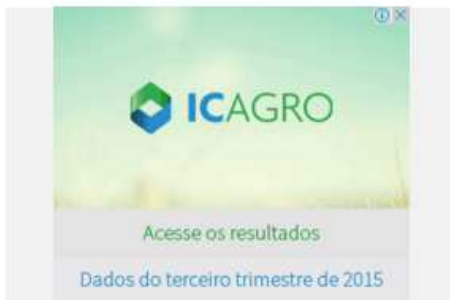 ICAGRO
Acesse os resultados
Dados do terceiro trimestre de 2015